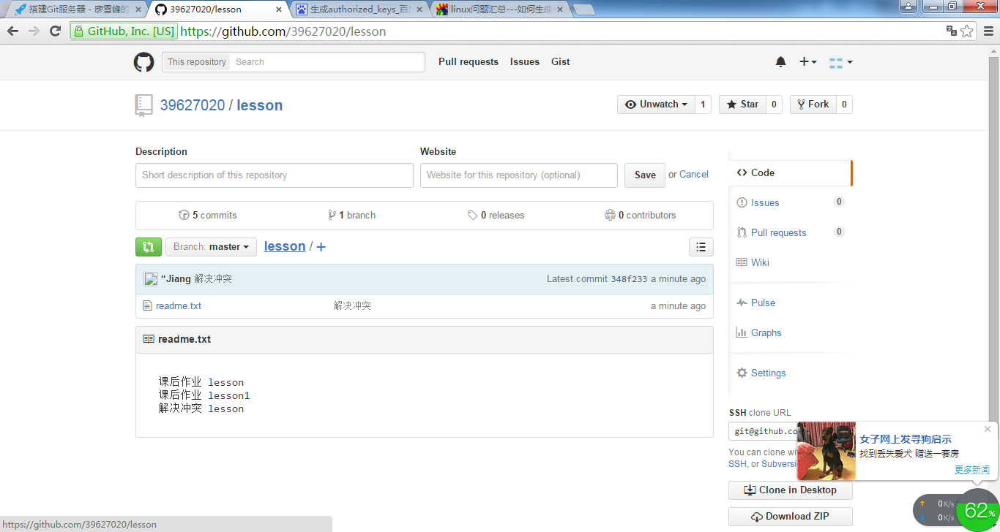 搭建Git服务器 - 廖雪峰的
39627020/lesson
生成authorized_keys_百
linux问题汇总---如何生成
GitHub, Inc. [US] https://github.com/39627020/lesson
This repository Search Pull requests Issues Gist
39627020 / lesson
Unwatch 1 Star 0 Fork 0
Description Website
Short description of this repository Website for this repository (optional) Save or Cancel
5 commits 1 branch 0 releases 0 contributors
Branch: master lesson / +
“Jiang 解决冲突 Latest commit 348f233 a minute ago
readme.txt 解决冲突 a minute ago
readme.txt
课后作业 lesson
课后作业 lesson1
解决冲突 lesson
Code
Issues 0
Pull requests 0
Wiki
Pulse
Graphs
Settings
SSH clone URL
git@github.co
You can clone wi
SSH, or Subversi
Clone in Desktop
Download ZIP
女子网上发寻狗启示
找到丢失爱犬 赠送一套房
更多新闻
0K/s
0K/s
62%
https://github.com/39627020/lesson